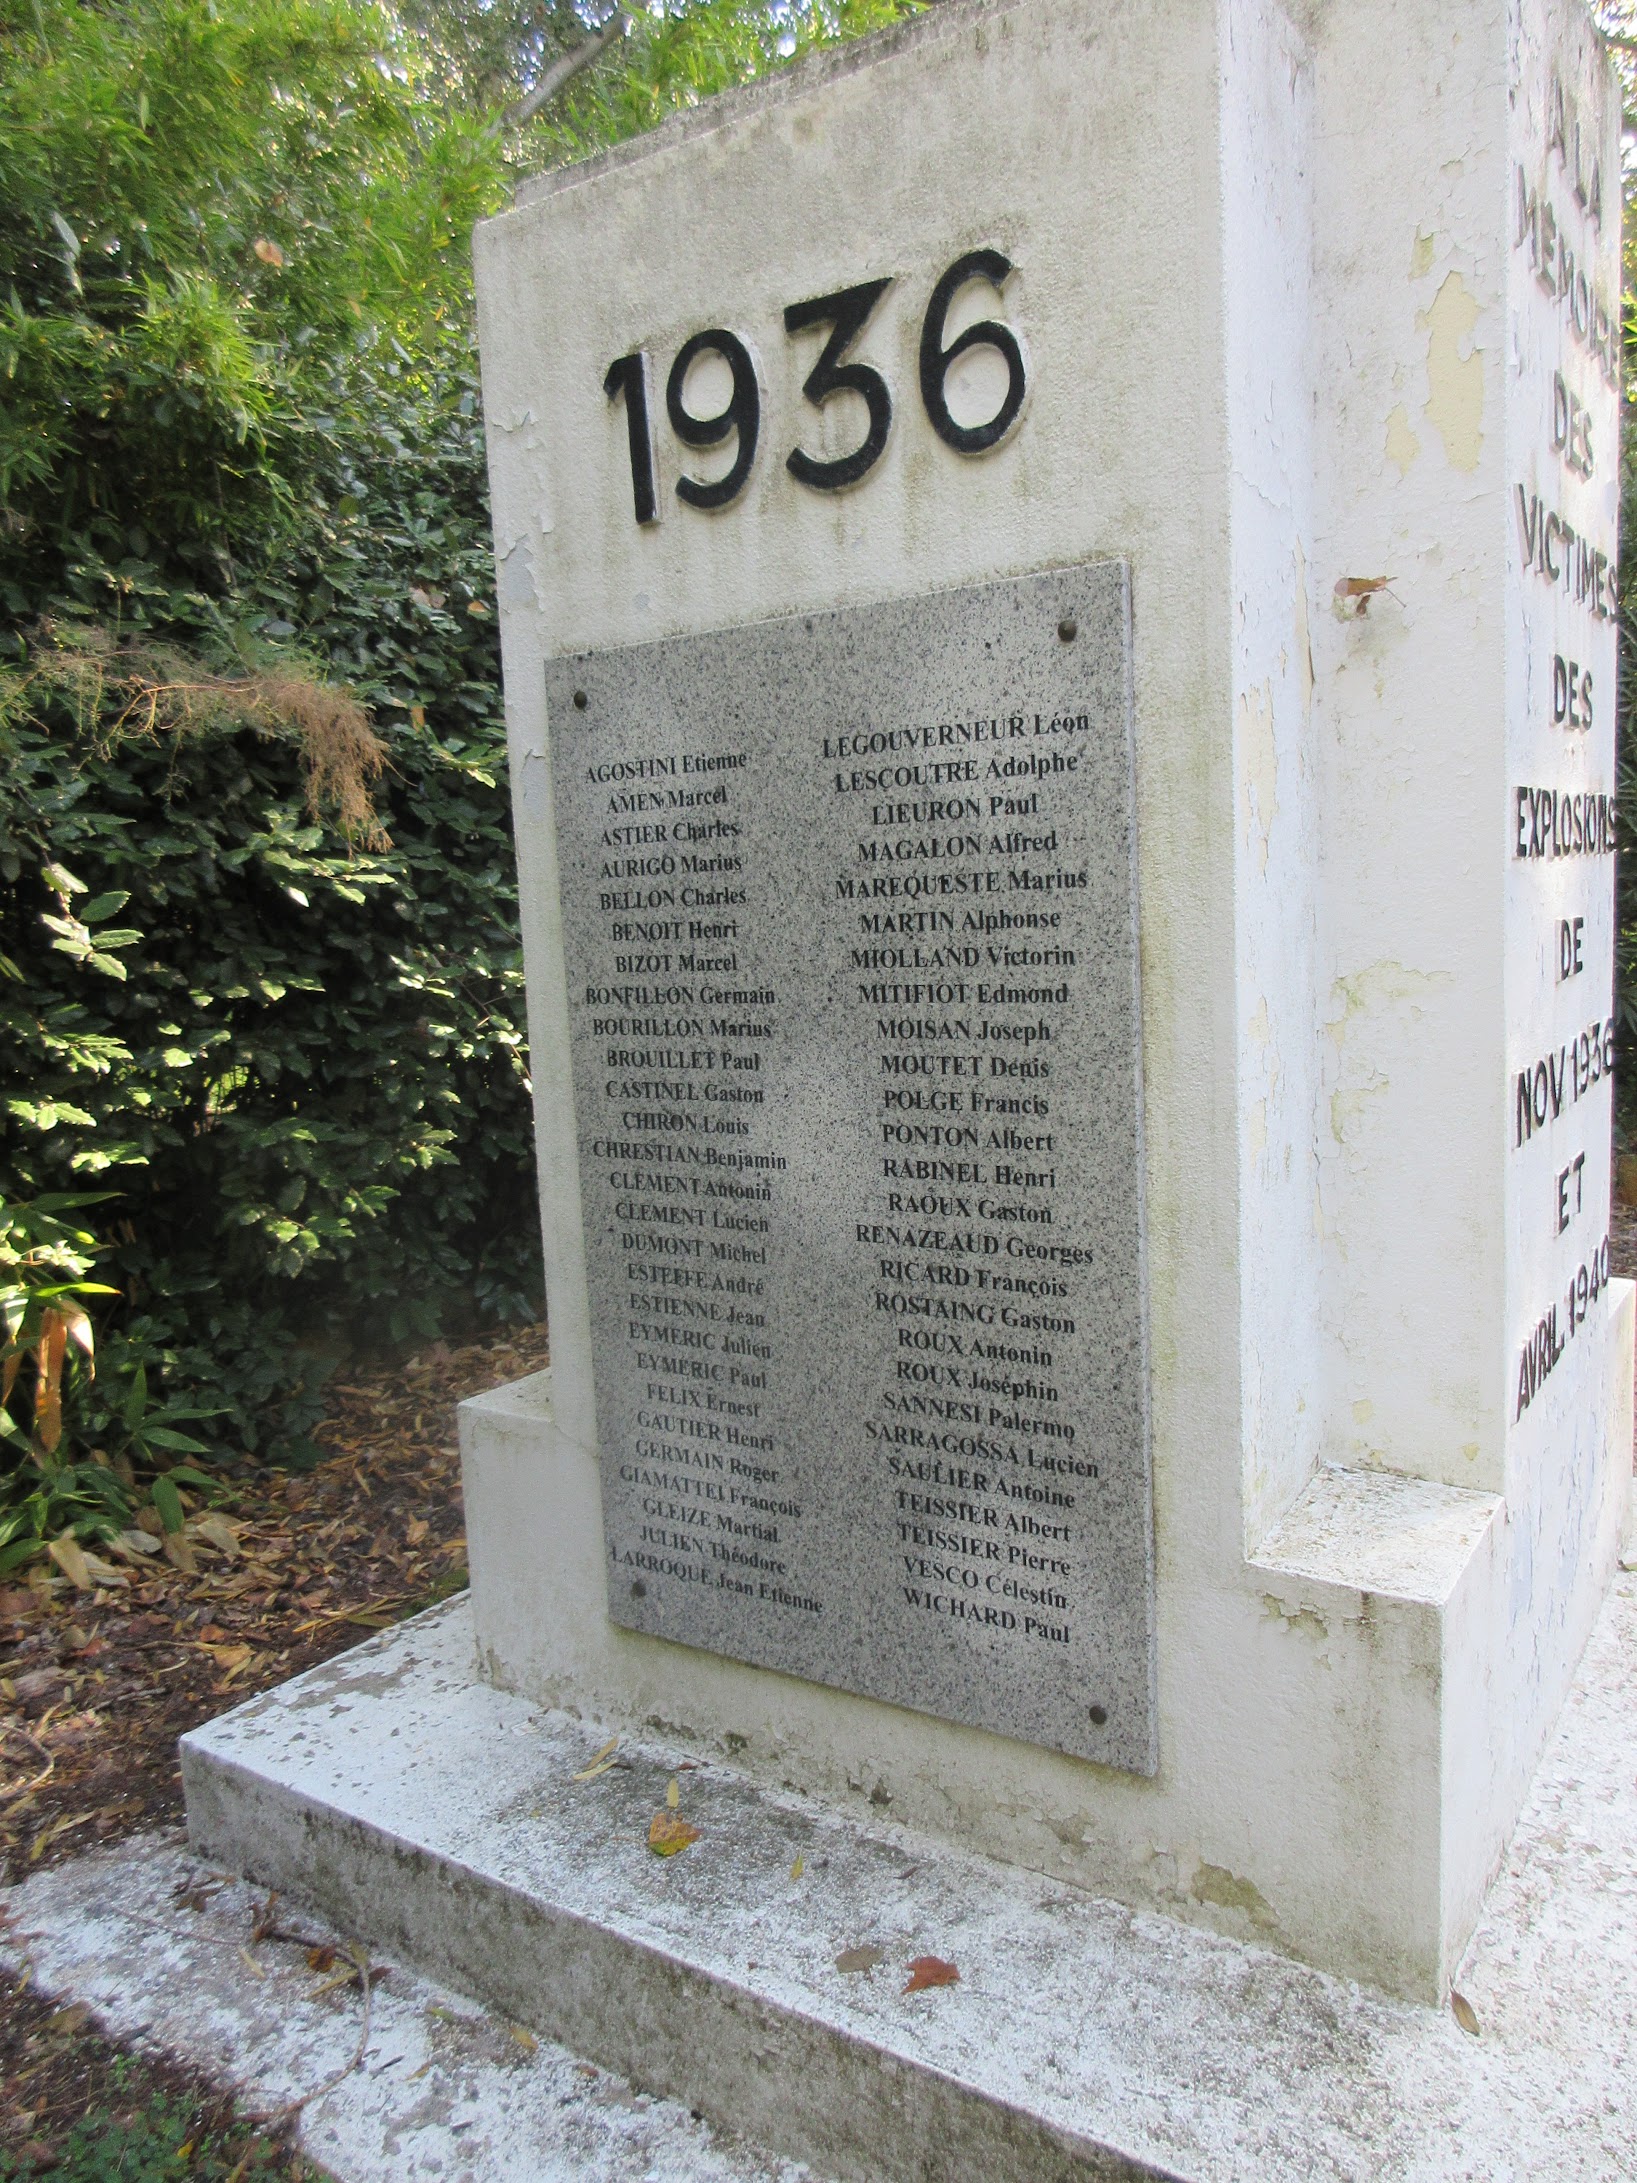 1936
AGOSTINI Etienne
AMEN Marcel
ASTIER Charles
AURIGO Marius
BELLON Charles
BENOIT Henri
BIZOT Marcel
BONFILLON Germain
BOURILLON Marius
BROUILLET Paul
CASTINEL Gaston
CHIRON Louis
CHRESTIAN Benjamin
CLEMENT Antonin
CLEMENT Lucien
DUMONT Michel
ESTEFFE André
ESTIENNE Jean
EYMERIC Julien
EYMERIC Paul
FELIX Ernest
GAUTIER Henri
GERMAIN Roger
GIAMATTEI François
GLEIZE Martial
JULIEN Théodore
LARROQUE Jean Etienne
LEGOUVERNEUR Léon
LESCOUTRE Adolphe
LIEURON Paul
MAGALON Alfred
MAREQUESTE Marius
MARTIN Alphonse
MIOLLAND Victorin
MITIFIOT Edmond
MOISAN Joseph
MOUTET Denis
POLGE Francis
PONTON Albert
RABINEL Henri
RAOUX Gaston
RENAZEAUD Georges
RICARD François
ROSTAING Gaston
ROUX Antonin
ROUX Joséphin
SANNESI Palermo
SARRAGOSSA Lucien
SAULIER Antoine
TEISSIER Albert
TEISSIER Pierre
VESCO Célestin
WICHARD Paul
A LA
MEMOIRE
DES
VICTIMES
DES
EXPLOSIONS
DE
NOV 1936
ET
AVRIL 1940